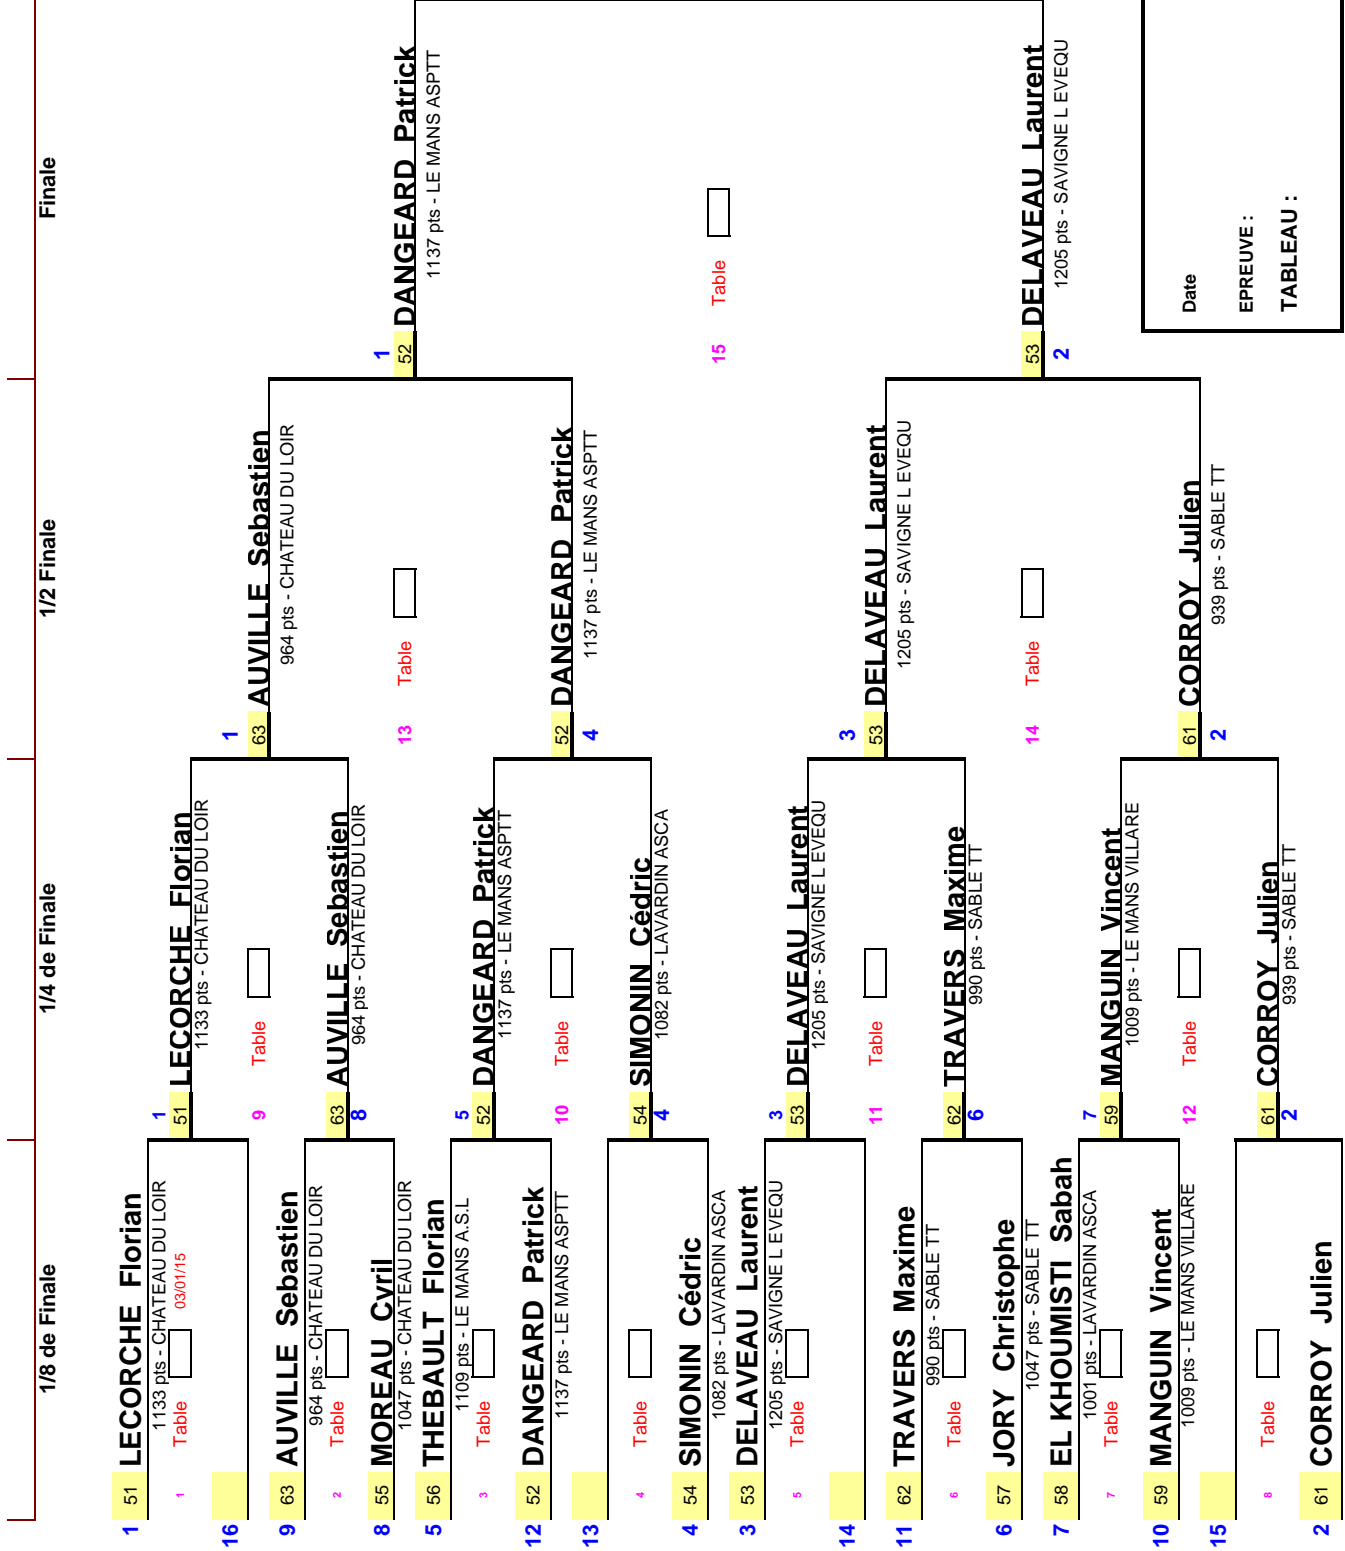 1/8 de Finale
1/4 de Finale
1/2 Finale
Finale
1 51 LECORCHE Florian
1133 pts - CHATEAU DU LOIR
1 Table 03/01/15
16
9 63 AUVILLE Sebastien
964 pts - CHATEAU DU LOIR
2 Table
8 55 MOREAU Cyril
1047 pts - CHATEAU DU LOIR
5 56 THEBAULT Florian
1109 pts - LE MANS A.S.L
3 Table
12 52 DANGEARD Patrick
1137 pts - LE MANS ASPTT
13
4 Table
4 54 SIMONIN Cédric
1082 pts - LAVARDIN ASCA
3 53 DELAVEAU Laurent
1205 pts - SAVIGNE L EVEQU
5 Table
14
11 62 TRAVERS Maxime
990 pts - SABLE TT
6 Table
6 57 JORY Christophe
1047 pts - SABLE TT
7 58 EL KHOUMISTI Sabah
1001 pts - LAVARDIN ASCA
7 Table
10 59 MANGUIN Vincent
1009 pts - LE MANS VILLARE
15
8 Table
2 61 CORROY Julien
1
51 LECORCHE Florian
1133 pts - CHATEAU DU LOIR
9 Table
63 AUVILLE Sebastien
8 964 pts - CHATEAU DU LOIR
5
52 DANGEARD Patrick
1137 pts - LE MANS ASPTT
10 Table
54 SIMONIN Cédric
4 1082 pts - LAVARDIN ASCA
3
53 DELAVEAU Laurent
1205 pts - SAVIGNE L EVEQU
11 Table
62 TRAVERS Maxime
6 990 pts - SABLE TT
7
59 MANGUIN Vincent
1009 pts - LE MANS VILLARE
12 Table
61 CORROY Julien
2 939 pts - SABLE TT
1
63 AUVILLE Sebastien
964 pts - CHATEAU DU LOIR
13 Table
52 DANGEARD Patrick
4 1137 pts - LE MANS ASPTT
3
53 DELAVEAU Laurent
1205 pts - SAVIGNE L EVEQU
14 Table
61 CORROY Julien
2 939 pts - SABLE TT
1
52 DANGEARD Patrick
1137 pts - LE MANS ASPTT
15 Table
53 DELAVEAU Laurent
2 1205 pts - SAVIGNE L EVEQU
Date
EPREUVE :
TABLEAU :